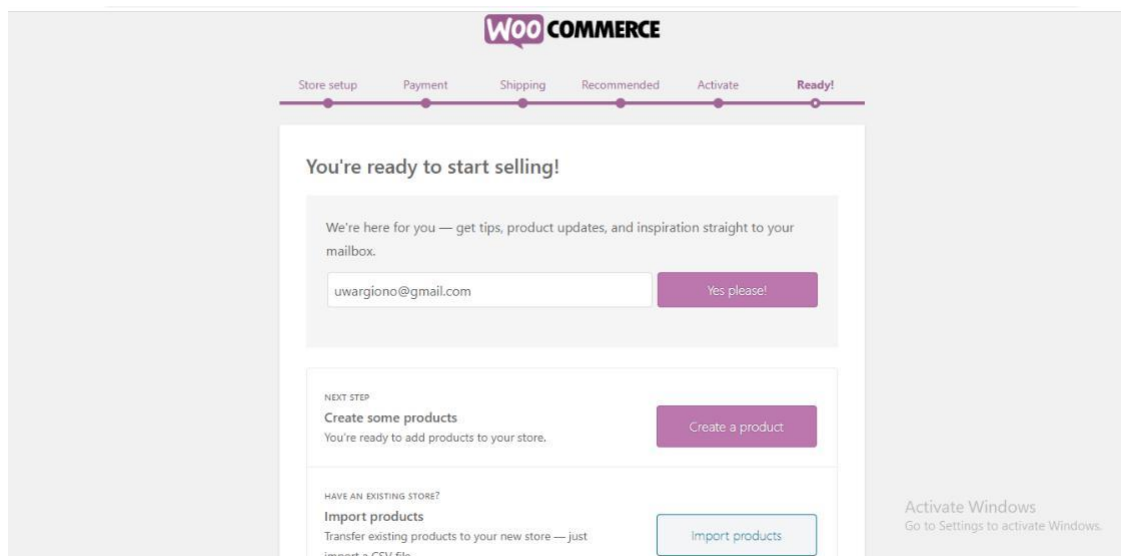 WOO COMMERCE
Store setup Payment Shipping Recommended Activate Ready!
You're ready to start selling!
We're here for you — get tips, product updates, and inspiration straight to your
mailbox.
uwargiono@gmail.com Yes please!
NEXT STEP
Create some products
You're ready to add products to your store.
Create a product
HAVE AN EXISTING STORE?
Import products
Transfer existing products to your new store — just
import a CSV file.
Import products
Activate Windows
Go to Settings to activate Windows.